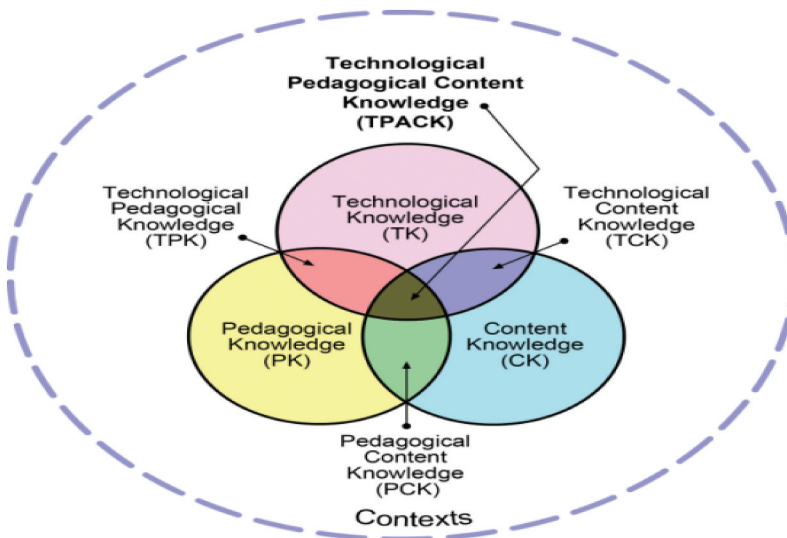 Technological
Pedagogical Content
Knowledge
(TPACK)
Technological
Pedagogical
Knowledge
(TPK)
Technological
Knowledge
(TK)
Technological
Content
Knowledge
(TCK)
Pedagogical
Knowledge
(PK)
Content
Knowledge
(CK)
Pedagogical
Content
Knowledge
(PCK)
Contexts